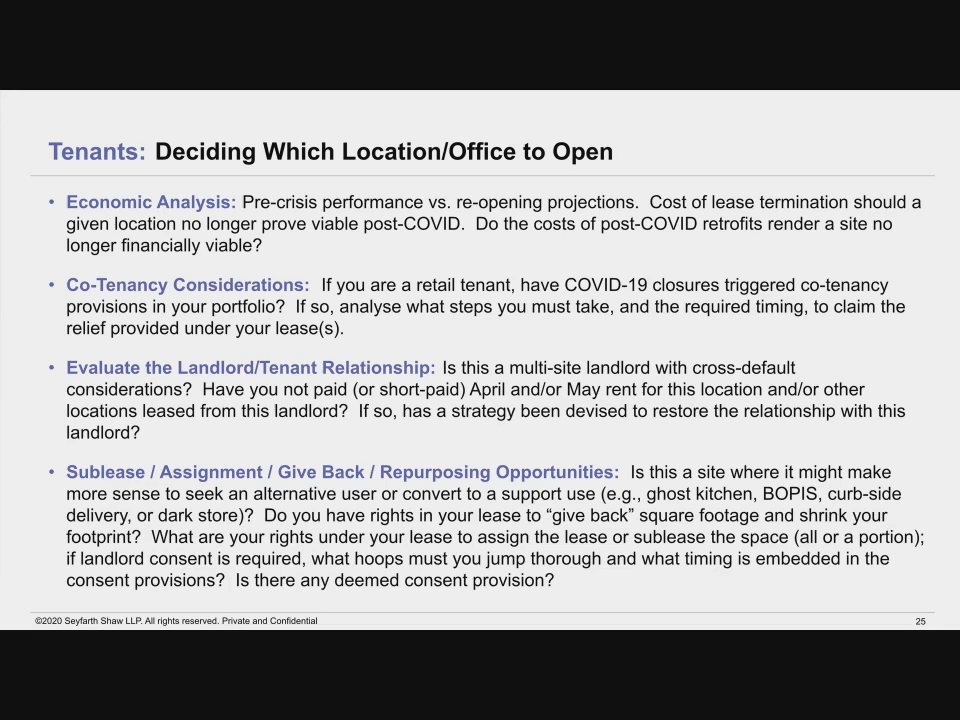 Tenants: Deciding Which Location/Office to Open
• Economic Analysis: Pre-crisis performance vs. re-opening projections. Cost of lease termination should a
given location no longer prove viable post-COVID. Do the costs of post-COVID retrofits render a site no
longer financially viable?
• Co-Tenancy Considerations: If you are a retail tenant, have COVID-19 closures triggered co-tenancy
provisions in your portfolio? If so, analyse what steps you must take, and the required timing, to claim the
relief provided under your lease(s).
• Evaluate the Landlord/Tenant Relationship: Is this a multi-site landlord with cross-default
considerations? Have you not paid (or short-paid) April and/or May rent for this location and/or other
locations leased from this landlord? If so, has a strategy been devised to restore the relationship with this
landlord?
• Sublease / Assignment / Give Back / Repurposing Opportunities: Is this a site where it might make
more sense to seek an alternative user or convert to a support use (e.g., ghost kitchen, BOPIS, curb-side
delivery, or dark store)? Do you have rights in your lease to “give back” square footage and shrink your
footprint? What are your rights under your lease to assign the lease or sublease the space (all or a portion);
if landlord consent is required, what hoops must you jump thorough and what timing is embedded in the
consent provisions? Is there any deemed consent provision?
©2020 Seyfarth Shaw LLP. All rights reserved. Private and Confidential
25